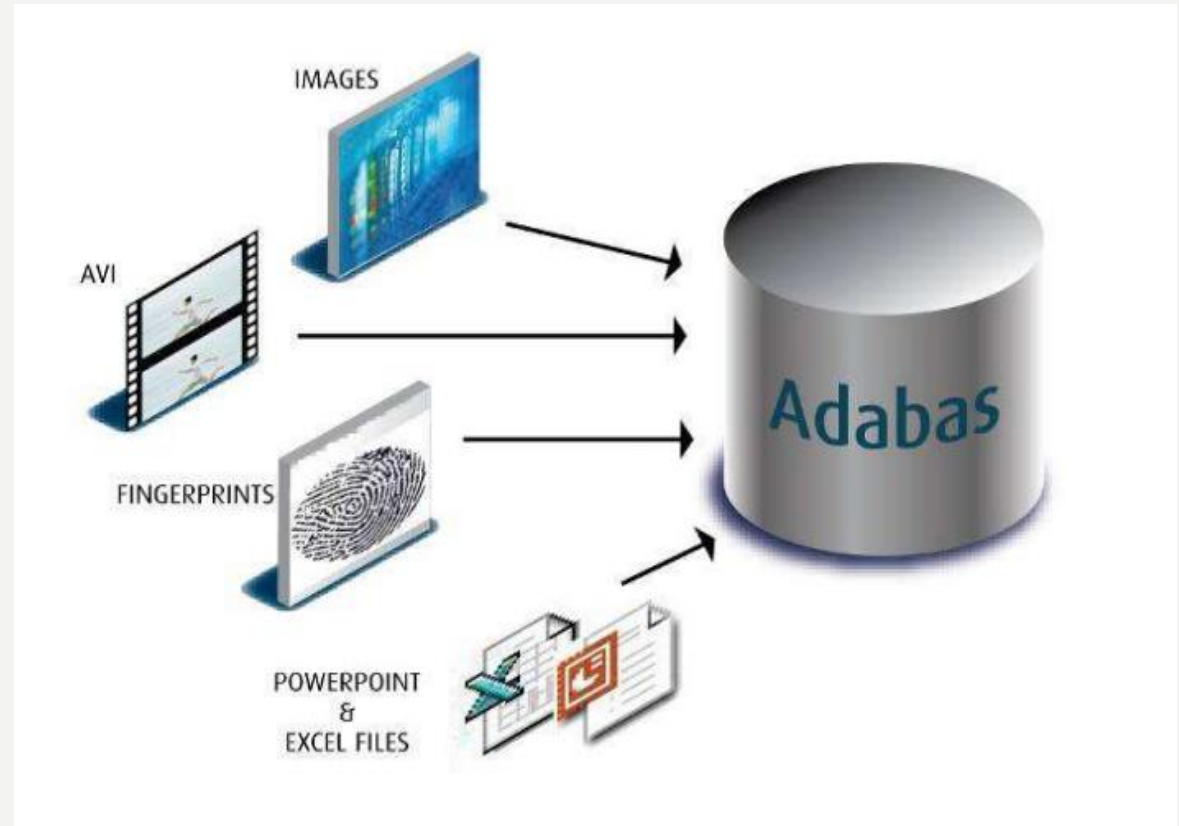 IMAGES
AVI
Adabas
FINGERPRINTS
POWERPOINT
&
EXCEL FILES